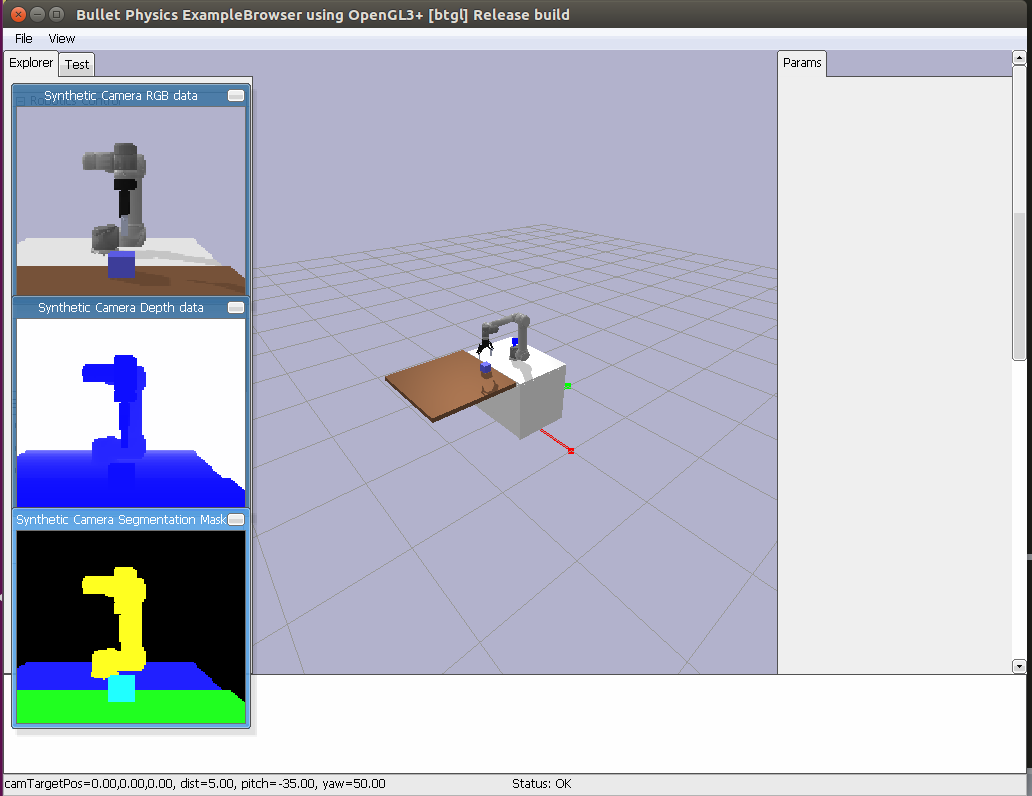 Bullet Physics ExampleBrowser using OpenGL3+ [btgl] Release build
File View
Explorer Test
Params
Synthetic Camera RGB data
Synthetic Camera Depth data
Synthetic Camera Segmentation Mask
camTargetPos=0.00,0.00,0.00, dist=5.00, pitch=-35.00, yaw=50.00
Status: OK